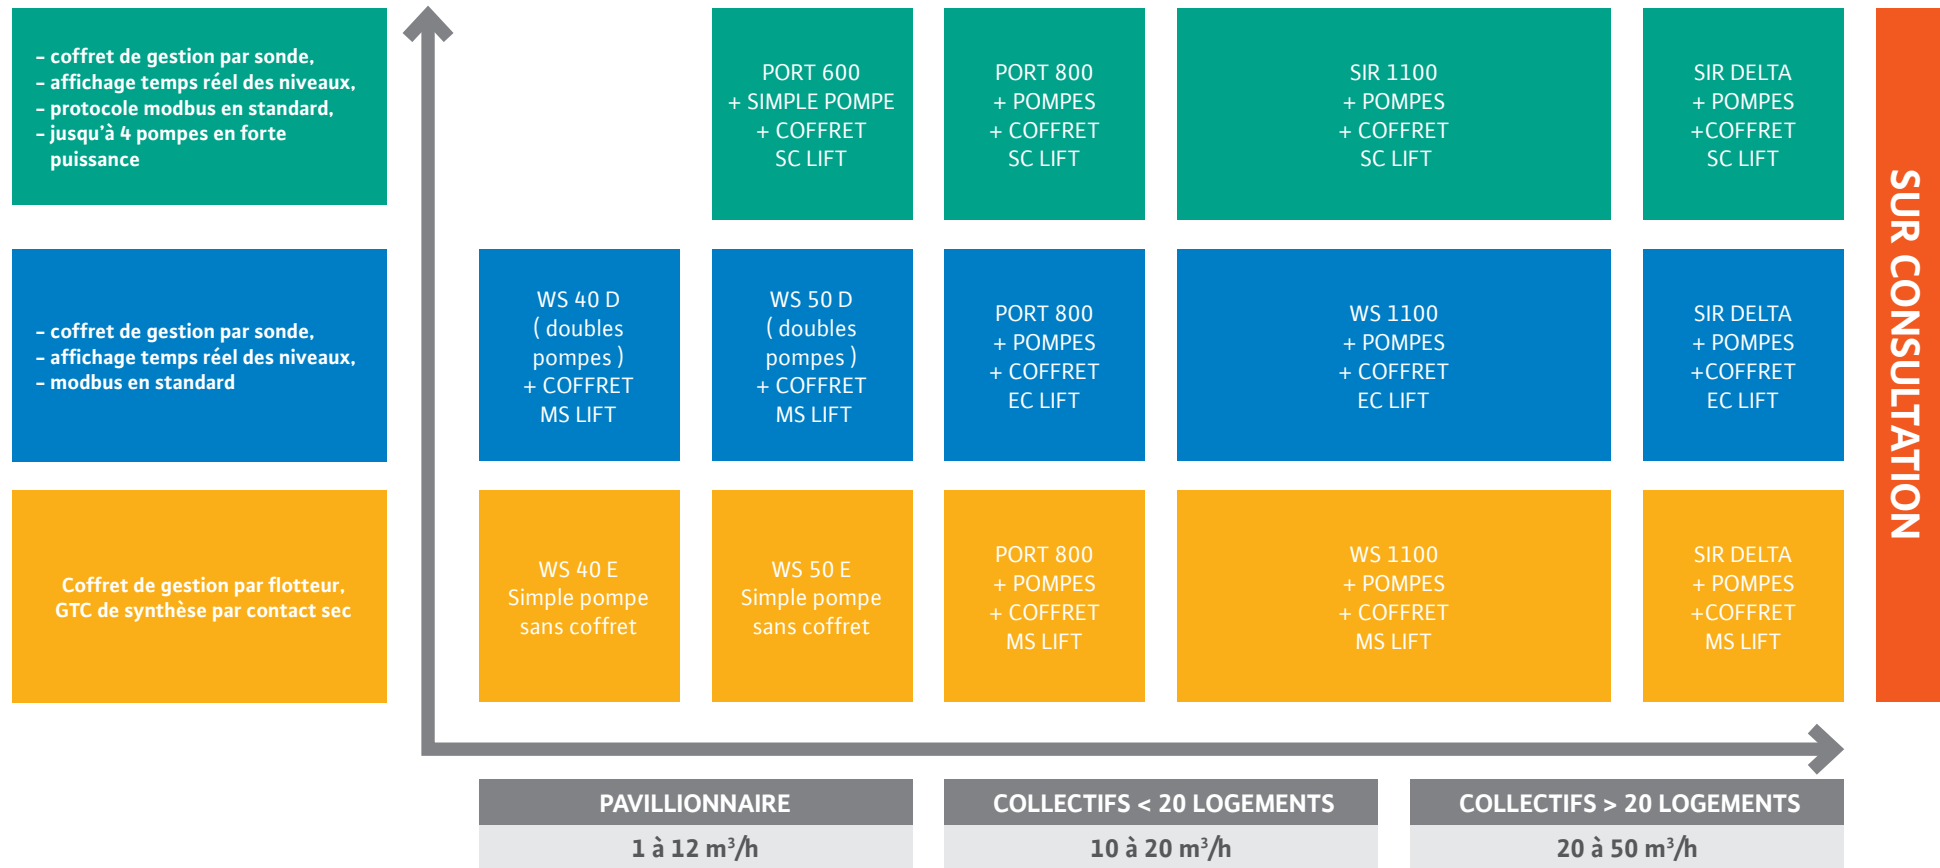 - coffret de gestion par sonde,
- affichage temps réel des niveaux,
- protocole modbus en standard,
- jusqu'à 4 pompes en forte
puissance
PORT 600
+ SIMPLE POMPE
+ COFFRET
SC LIFT
PORT 800
+ POMPES
+ COFFRET
SC LIFT
SIR 1100
+ POMPES
+ COFFRET
SC LIFT
SIR DELTA
+ POMPES
+COFFRET
SC LIFT
- coffret de gestion par sonde,
- affichage temps réel des niveaux,
- modbus en standard
WS 40 D
( doubles
pompes )
+ COFFRET
MS LIFT
WS 50 D
( doubles
pompes )
+ COFFRET
MS LIFT
PORT 800
+ POMPES
+ COFFRET
EC LIFT
WS 1100
+ POMPES
+ COFFRET
EC LIFT
SIR DELTA
+ POMPES
+COFFRET
EC LIFT
Coffret de gestion par flotteur,
GTC de synthèse par contact sec
WS 40 E
Simple pompe
sans coffret
WS 50 E
Simple pompe
sans coffret
PORT 800
+ POMPES
+ COFFRET
MS LIFT
WS 1100
+ POMPES
+ COFFRET
MS LIFT
SIR DELTA
+ POMPES
+COFFRET
MS LIFT
SUR CONSULTATION
PAVILLIONNAIRE
1 à 12 m³/h
COLLECTIFS < 20 LOGEMENTS
10 à 20 m³/h
COLLECTIFS > 20 LOGEMENTS
20 à 50 m³/h